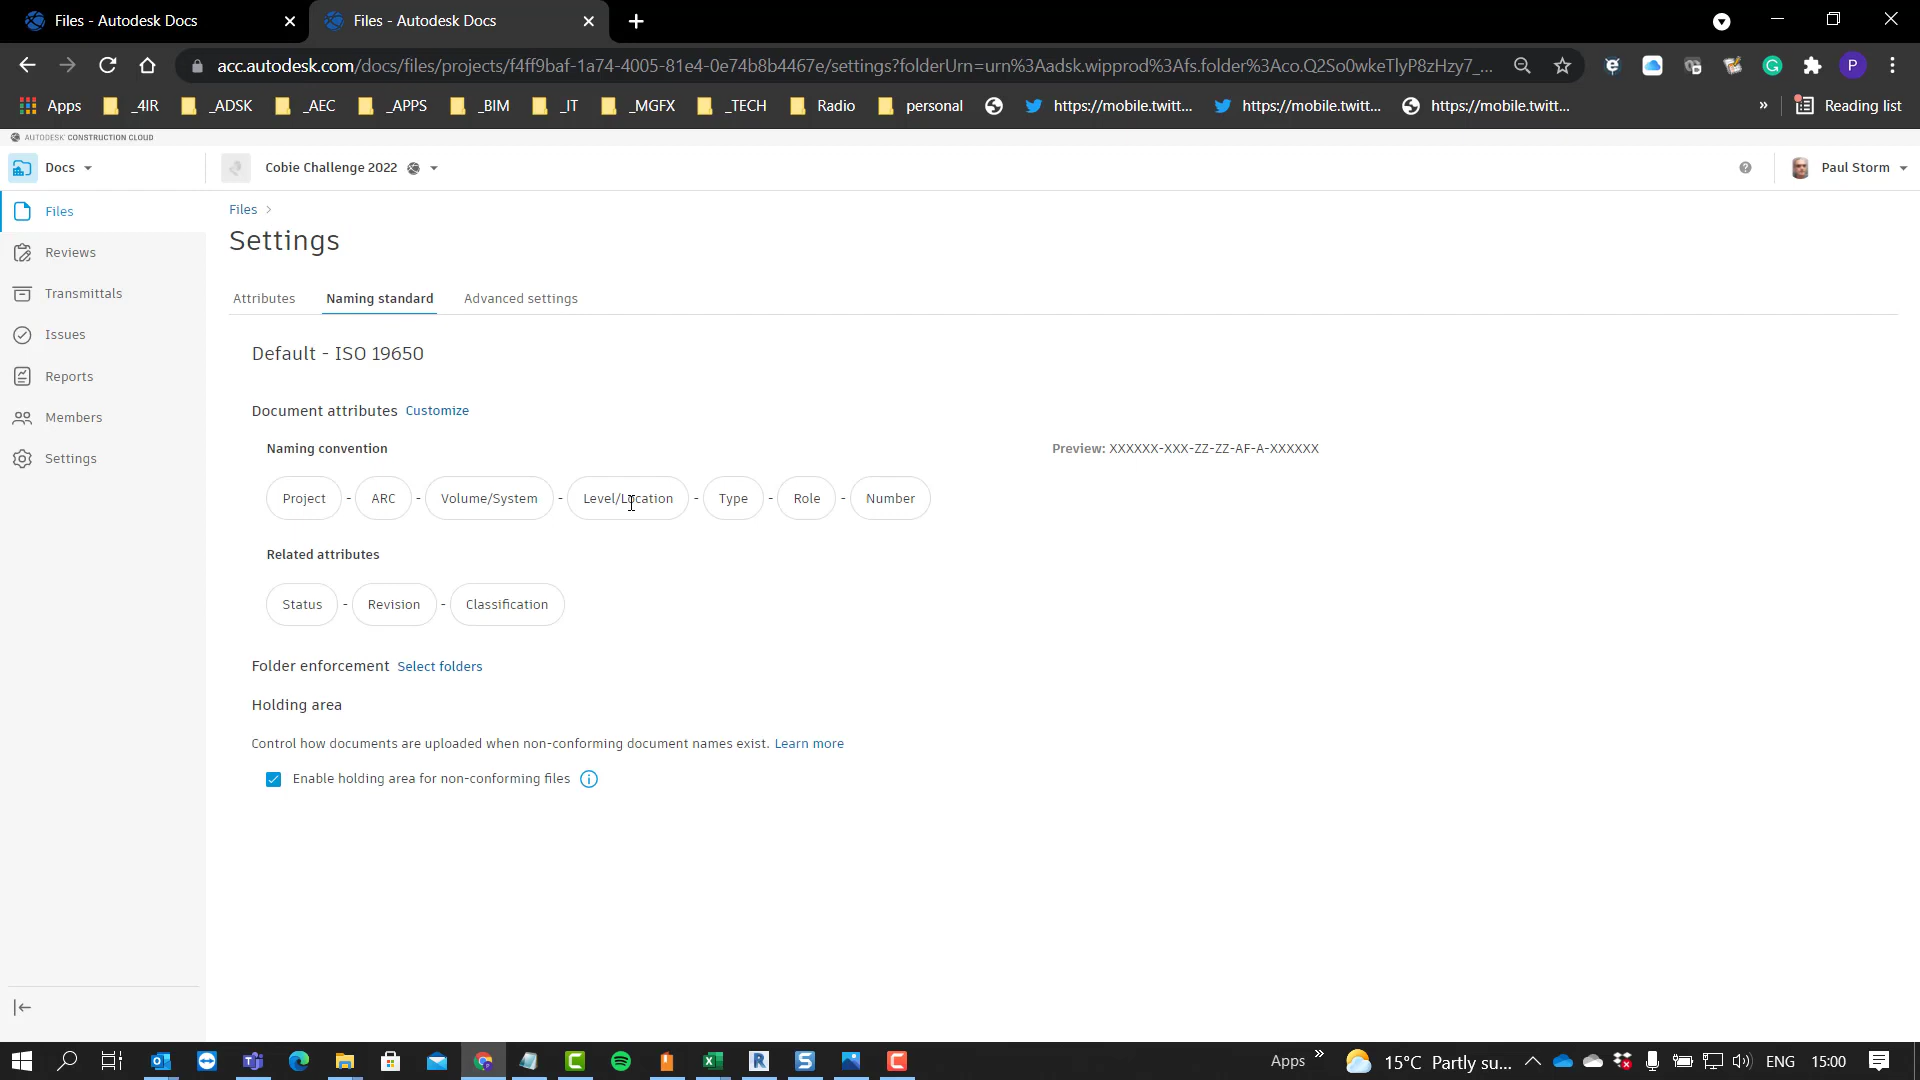 Files - Autodesk Docs
Files - Autodesk Docs
acc.autodesk.com/docs/files/projects/f4ff9baf-1a74-4005-81e4-0e74b8b4467e/settings?folderUrn=urn%3Aadsk.wipprod%3Afs.folder%3Aco.Q2So0wkeTlyP8zHzy7_...
P
Apps _4IR _ADSK _AEC _APPS _BIM _IT _MGFX _TECH Radio personal https://mobile.twitt... https://mobile.twitt... https://mobile.twitt... » Reading list
AUTODESK CONSTRUCTION CLOUD
Docs Cobie Challenge 2022 Paul Storm
Files
Reviews
Transmittals
Issues
Reports
Members
Settings
Files >
Settings
Attributes Naming standard Advanced settings
Default - ISO 19650
Document attributes Customize
Naming convention Preview: XXXXXX-XXX-ZZ-ZZ-AF-A-XXXXXX
Project - ARC - Volume/System - Level/Location - Type - Role - Number
Related attributes
Status - Revision - Classification
Folder enforcement Select folders
Holding area
Control how documents are uploaded when non-conforming document names exist. Learn more
Enable holding area for non-conforming files
Apps » 15°C Partly su... ENG 15:00